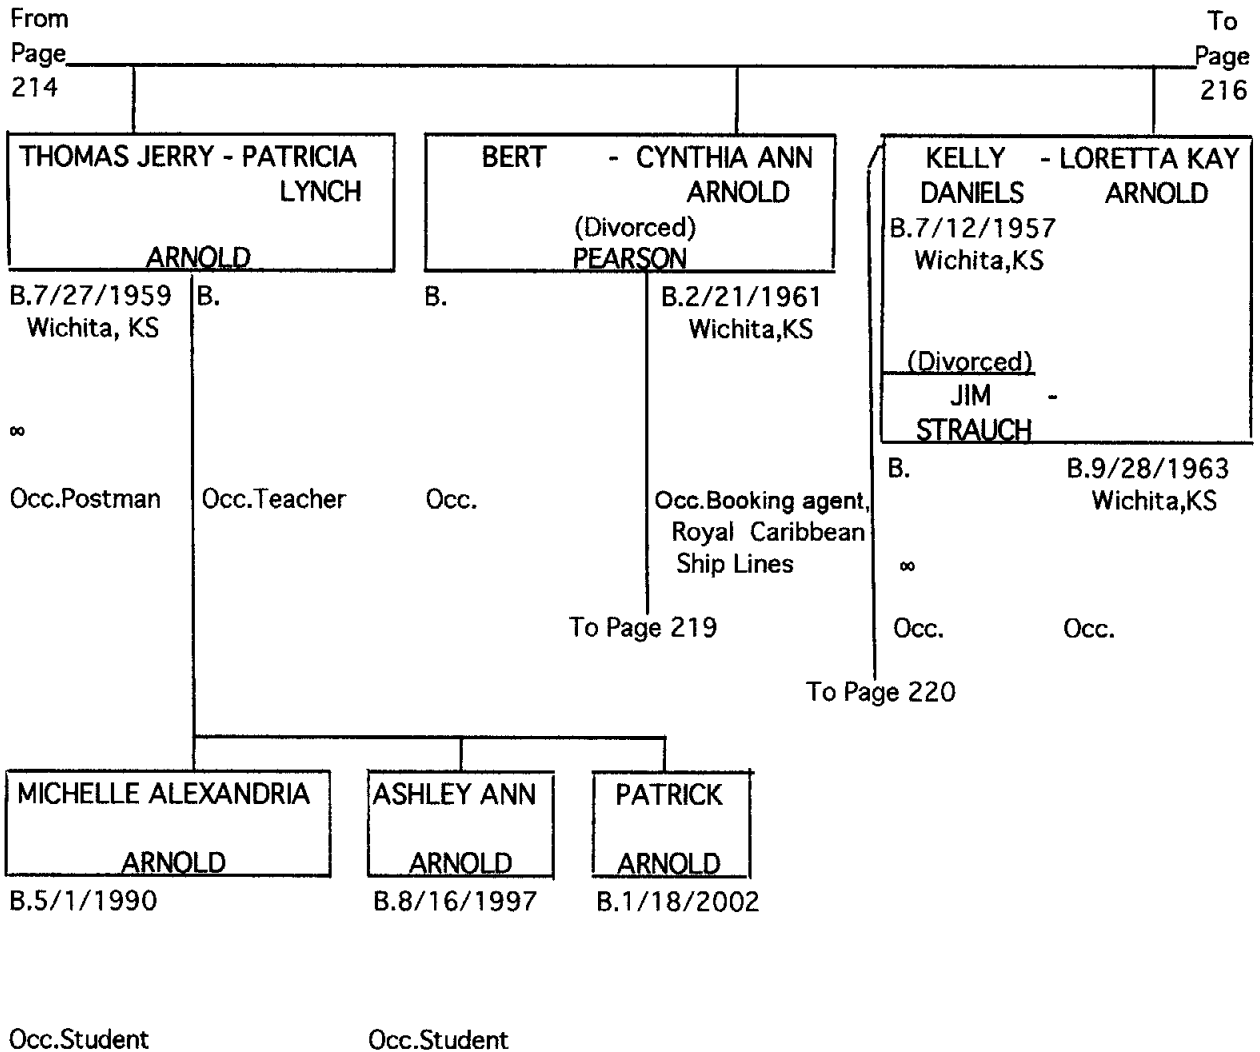 From
Page
214
To
Page
216
THOMAS JERRY - PATRICIA
LYNCH
ARNOLD
B.7/27/1959 B.
Wichita, KS
∞
Occ.Postman Occ.Teacher
BERT - CYNTHIA ANN
ARNOLD
(Divorced)
PEARSON
B. B.2/21/1961
Wichita,KS
Occ. Occ.Booking agent,
Royal Caribbean
Ship Lines
To Page 219
KELLY - LORETTA KAY
DANIELS ARNOLD
B.7/12/1957
Wichita,KS
(Divorced)
JIM -
STRAUCH
B. B.9/28/1963
Wichita,KS
∞
Occ. Occ.
To Page 220
MICHELLE ALEXANDRIA
ARNOLD
B.5/1/1990
Occ.Student
ASHLEY ANN
ARNOLD
B.8/16/1997
Occ.Student
PATRICK
ARNOLD
B.1/18/2002